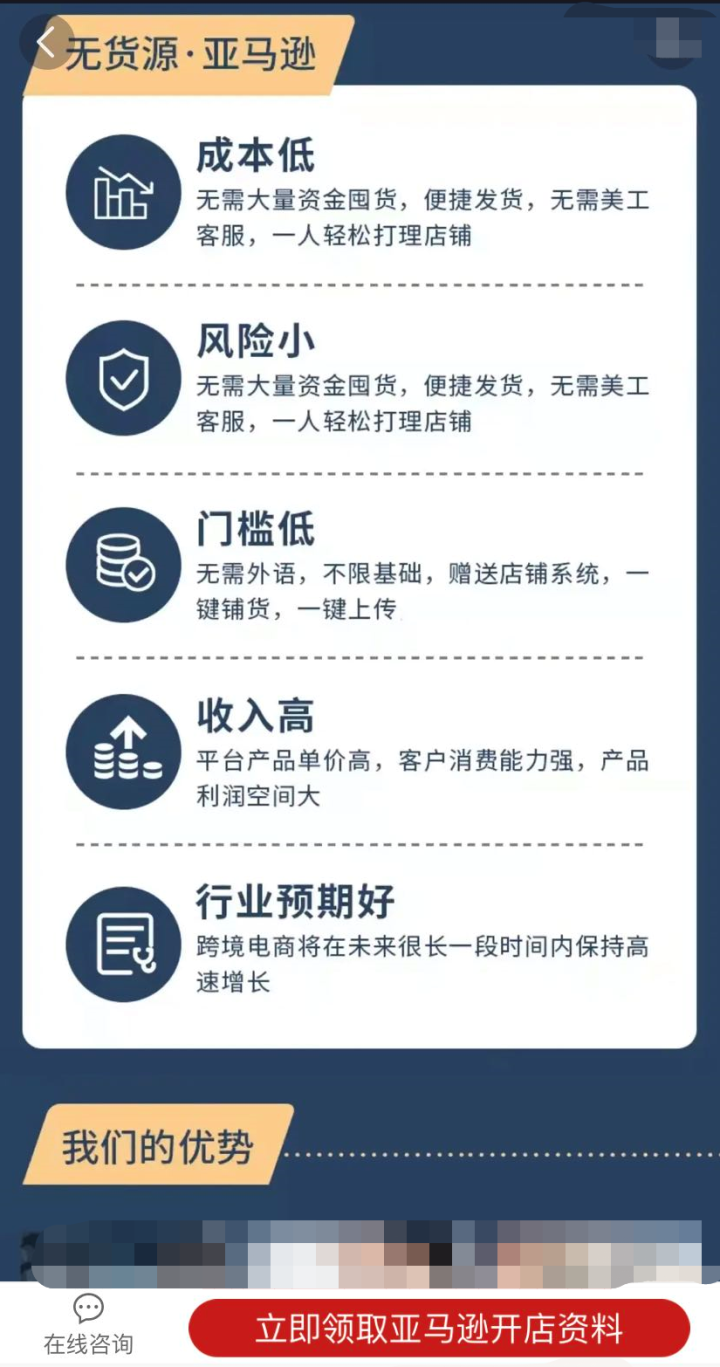 无货源·亚马逊
成本低
无需大量资金囤货，便捷发货，无需美工
客服，一人轻松打理店铺
风险小
无需大量资金囤货，便捷发货，无需美工
客服，一人轻松打理店铺
门槛低
无需外语，不限基础，赠送店铺系统，一
键铺货，一键上传
收入高
平台产品单价高，客户消费能力强，产品
利润空间大
行业预期好
跨境电商将在未来很长一段时间内保持高
速增长
我们的优势
在线咨询
立即领取亚马逊开店资料